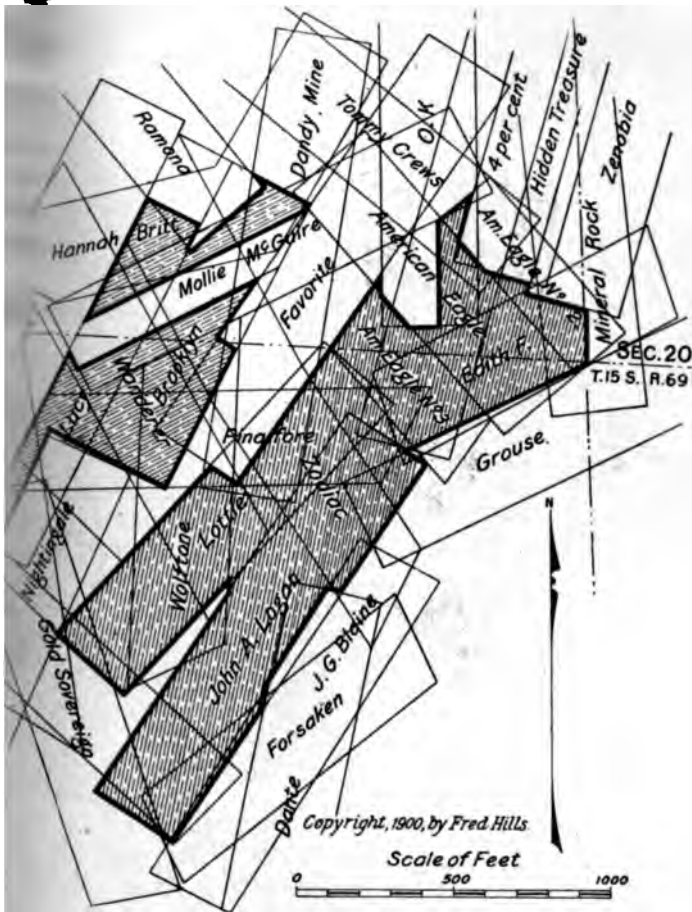 Ramona
Dandy Mine
Tommy Crews
O.K
4 per cent
Hidden Treasure
Zenobia
Hannah Britt
Mollie McGuire
Favorite
American Eagle
Am. Eagle No 2
Mineral Rock
SEC. 20
T.15 S. R.69
Lucy
Wanderer
Brooklyn
Am. Eagle No 3
Edith F.
Pinafore
Grouse.
Zodiac
Nightingale
Wolftone
Lottie
N
Gold Sovereign
John A. Logan
J.G. Blaine
Forsaken
Dante
Copyright, 1900, by Fred Hills.
Scale of Feet
0 500 1000